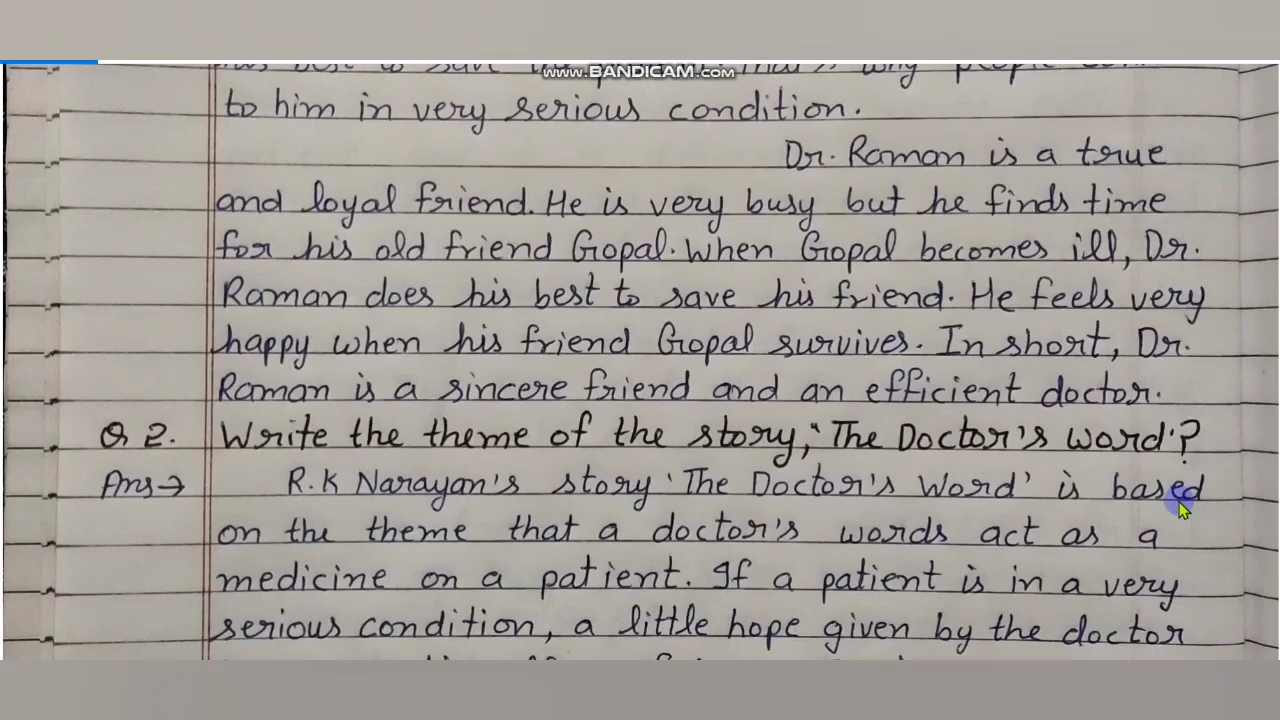 www.BANDICAM.com
to him in very serious condition.
Dr. Raman is a true
and loyal friend. He is very busy but he finds time
for his old friend Gopal. When Gopal becomes ill, Dr.
Raman does his best to save his friend. He feels very
happy when his friend Gopal survives. In short, Dr.
Raman is a sincere friend and an efficient doctor.
Q 2. Write the theme of the story, "The Doctor's word'?
Ans→ R.K Narayan's story 'The Doctor's Word' is based
on the theme that a doctor's words act as a
medicine on a patient. If a patient is in a very
serious condition, a little hope given by the doctor